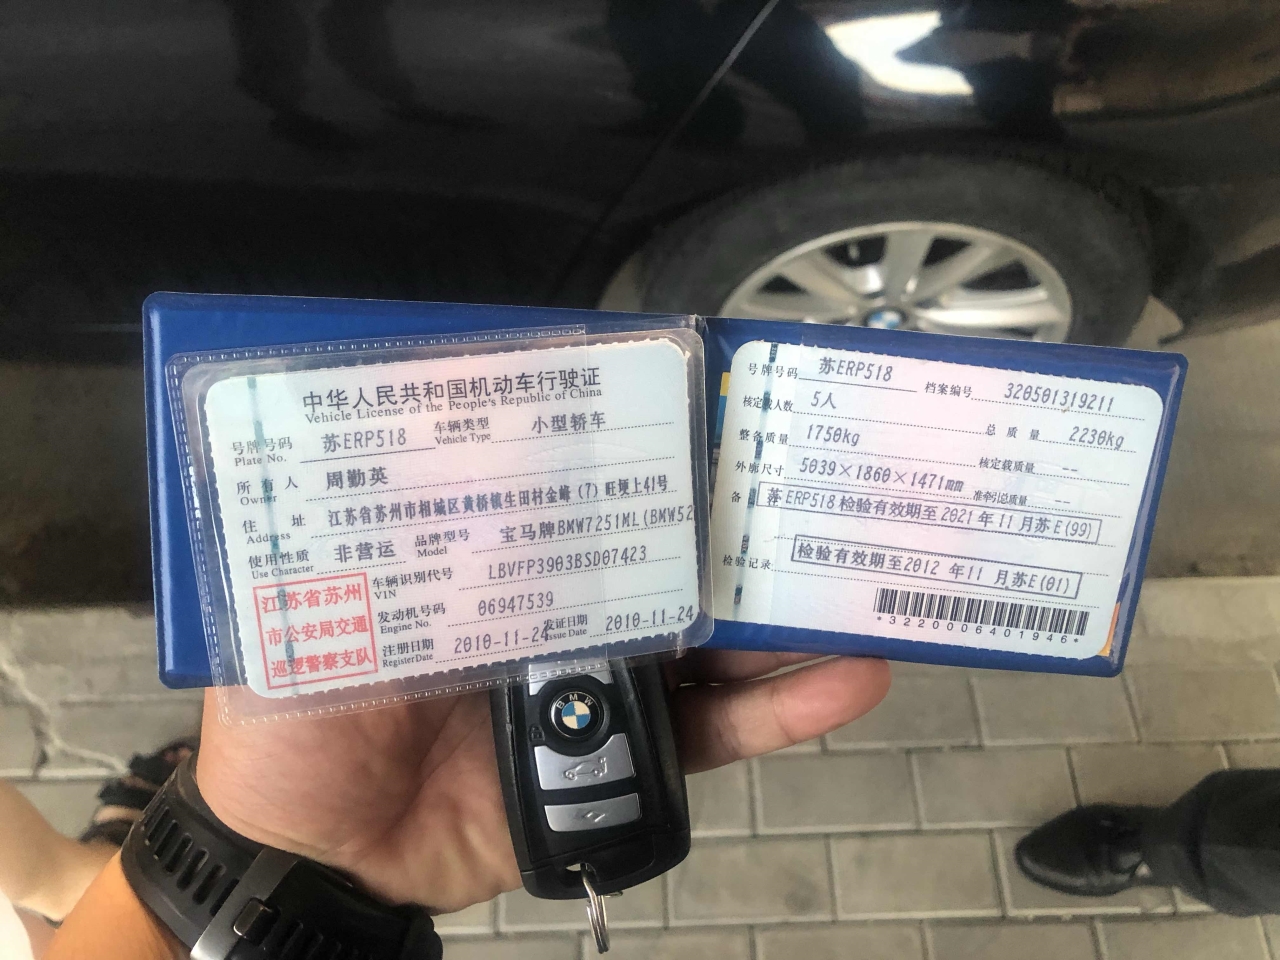 中华人民共和国机动车行驶证
Vehicle License of the People's Republic of China
号牌号码 苏ERP518 车辆类型 小型轿车
Plate No. Vehicle Type
所有人 周勤英
Owner
住址 江苏省苏州市相城区黄桥镇生田村金峰（7）旺埂上41号
Address
使用性质 非营运 品牌型号 宝马牌BMW7251ML(BMW52
Use Character Model
江苏省苏州
市公安局交通
巡逻警察支队
车辆识别代号 LBVFP3903BSD07423
VIN
发动机号码 06947539
Engine No.
注册日期 2010-11-24 发证日期 2010-11-24
Register Date Issue Date
号牌号码 苏ERP518 档案编号 320501319211
核定载人数 5人 总质量 2230kg
整备质量 1750kg 核定载质量 --
外廓尺寸 5039×1860×1471mm 准牵引总质量 --
备 苏ERP518检验有效期至2021年11月苏E(99)
检验有效期至2012年11月苏E(01)
检验记录
*3220006401946*
BMW